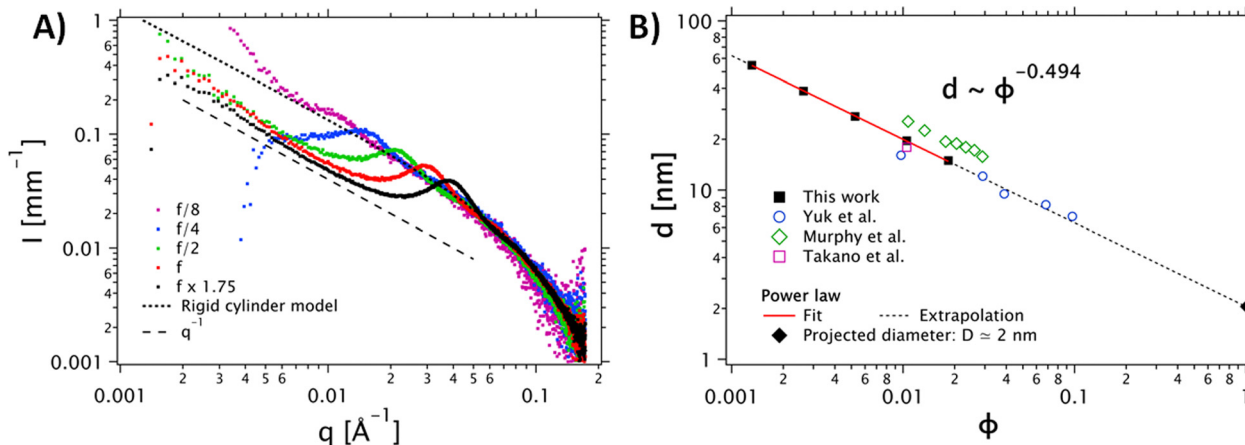 A)
I [mm⁻¹]
1
8
6
4
2
0.1
8
6
4
2
0.01
8
6
4
2
0.001
f/8
f/4
f/2
f
f x 1.75
Rigid cylinder model
q⁻¹
0.001
2
3
4
5
6
0.01
2
3
4
5
6
0.1
2
q [Å⁻¹]
B)
d [nm]
100
8
6
4
2
10
8
6
4
2
1
d ~ ϕ⁻⁰·⁴⁹⁴
This work
Yuk et al.
Murphy et al.
Takano et al.
Power law
Fit
Extrapolation
Projected diameter: D ≃ 2 nm
0.001
2
4
6
8
0.01
2
4
6
8
0.1
2
4
6
8
1
ϕ